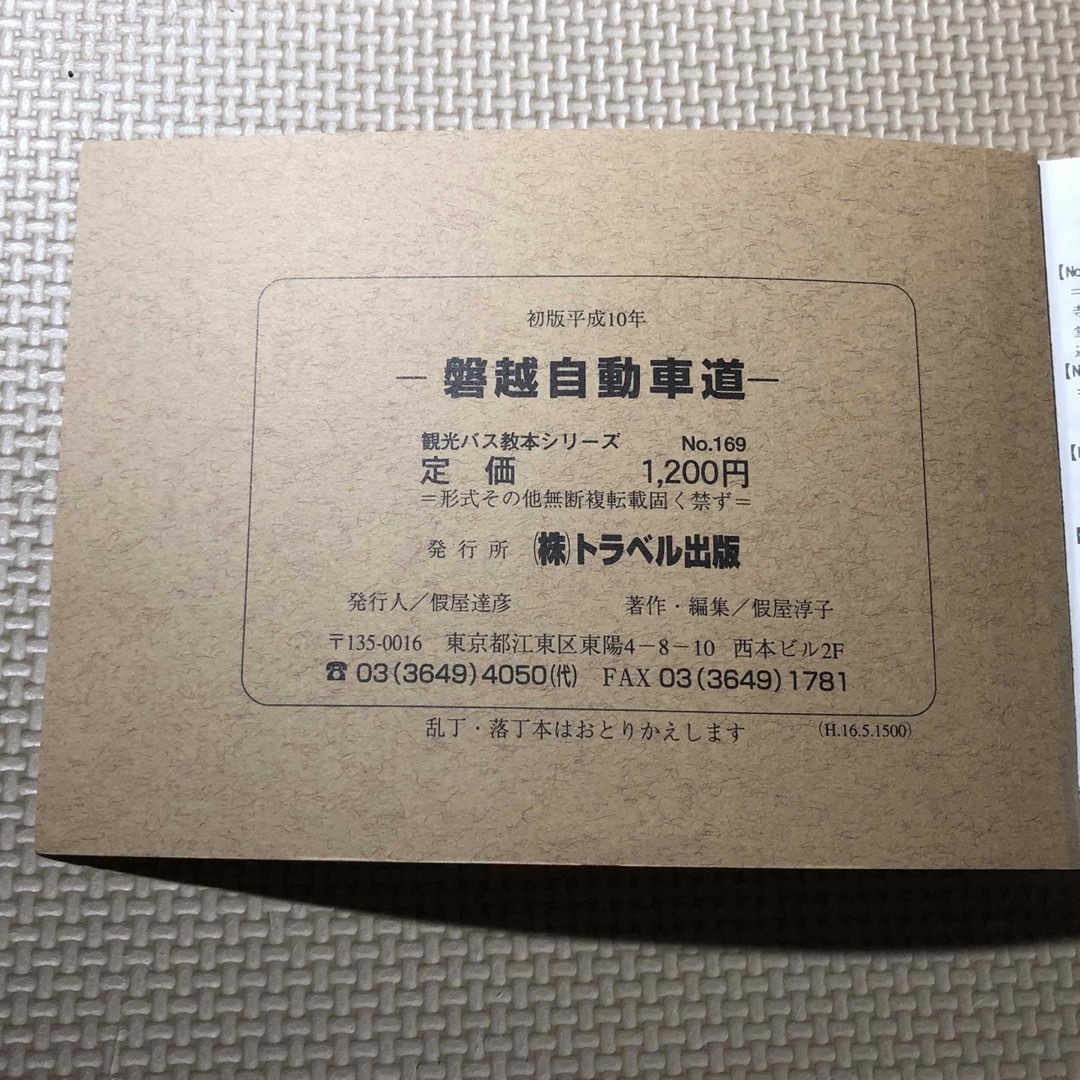 初版平成10年
― 磐越自動車道 ―
観光バス教本シリーズ No.169
定 価 1,200円
=形式その他無断複転載固く禁ず=
発 行 所 (株)トラベル出版
発行人/假屋達彦 著作・編集/假屋淳子
〒135-0016 東京都江東区東陽4−8−10 西本ビル2F
☎ 03(3649)4050(代) FAX 03(3649)1781
乱丁・落丁本はおとりかえします (H.16.5.1500)